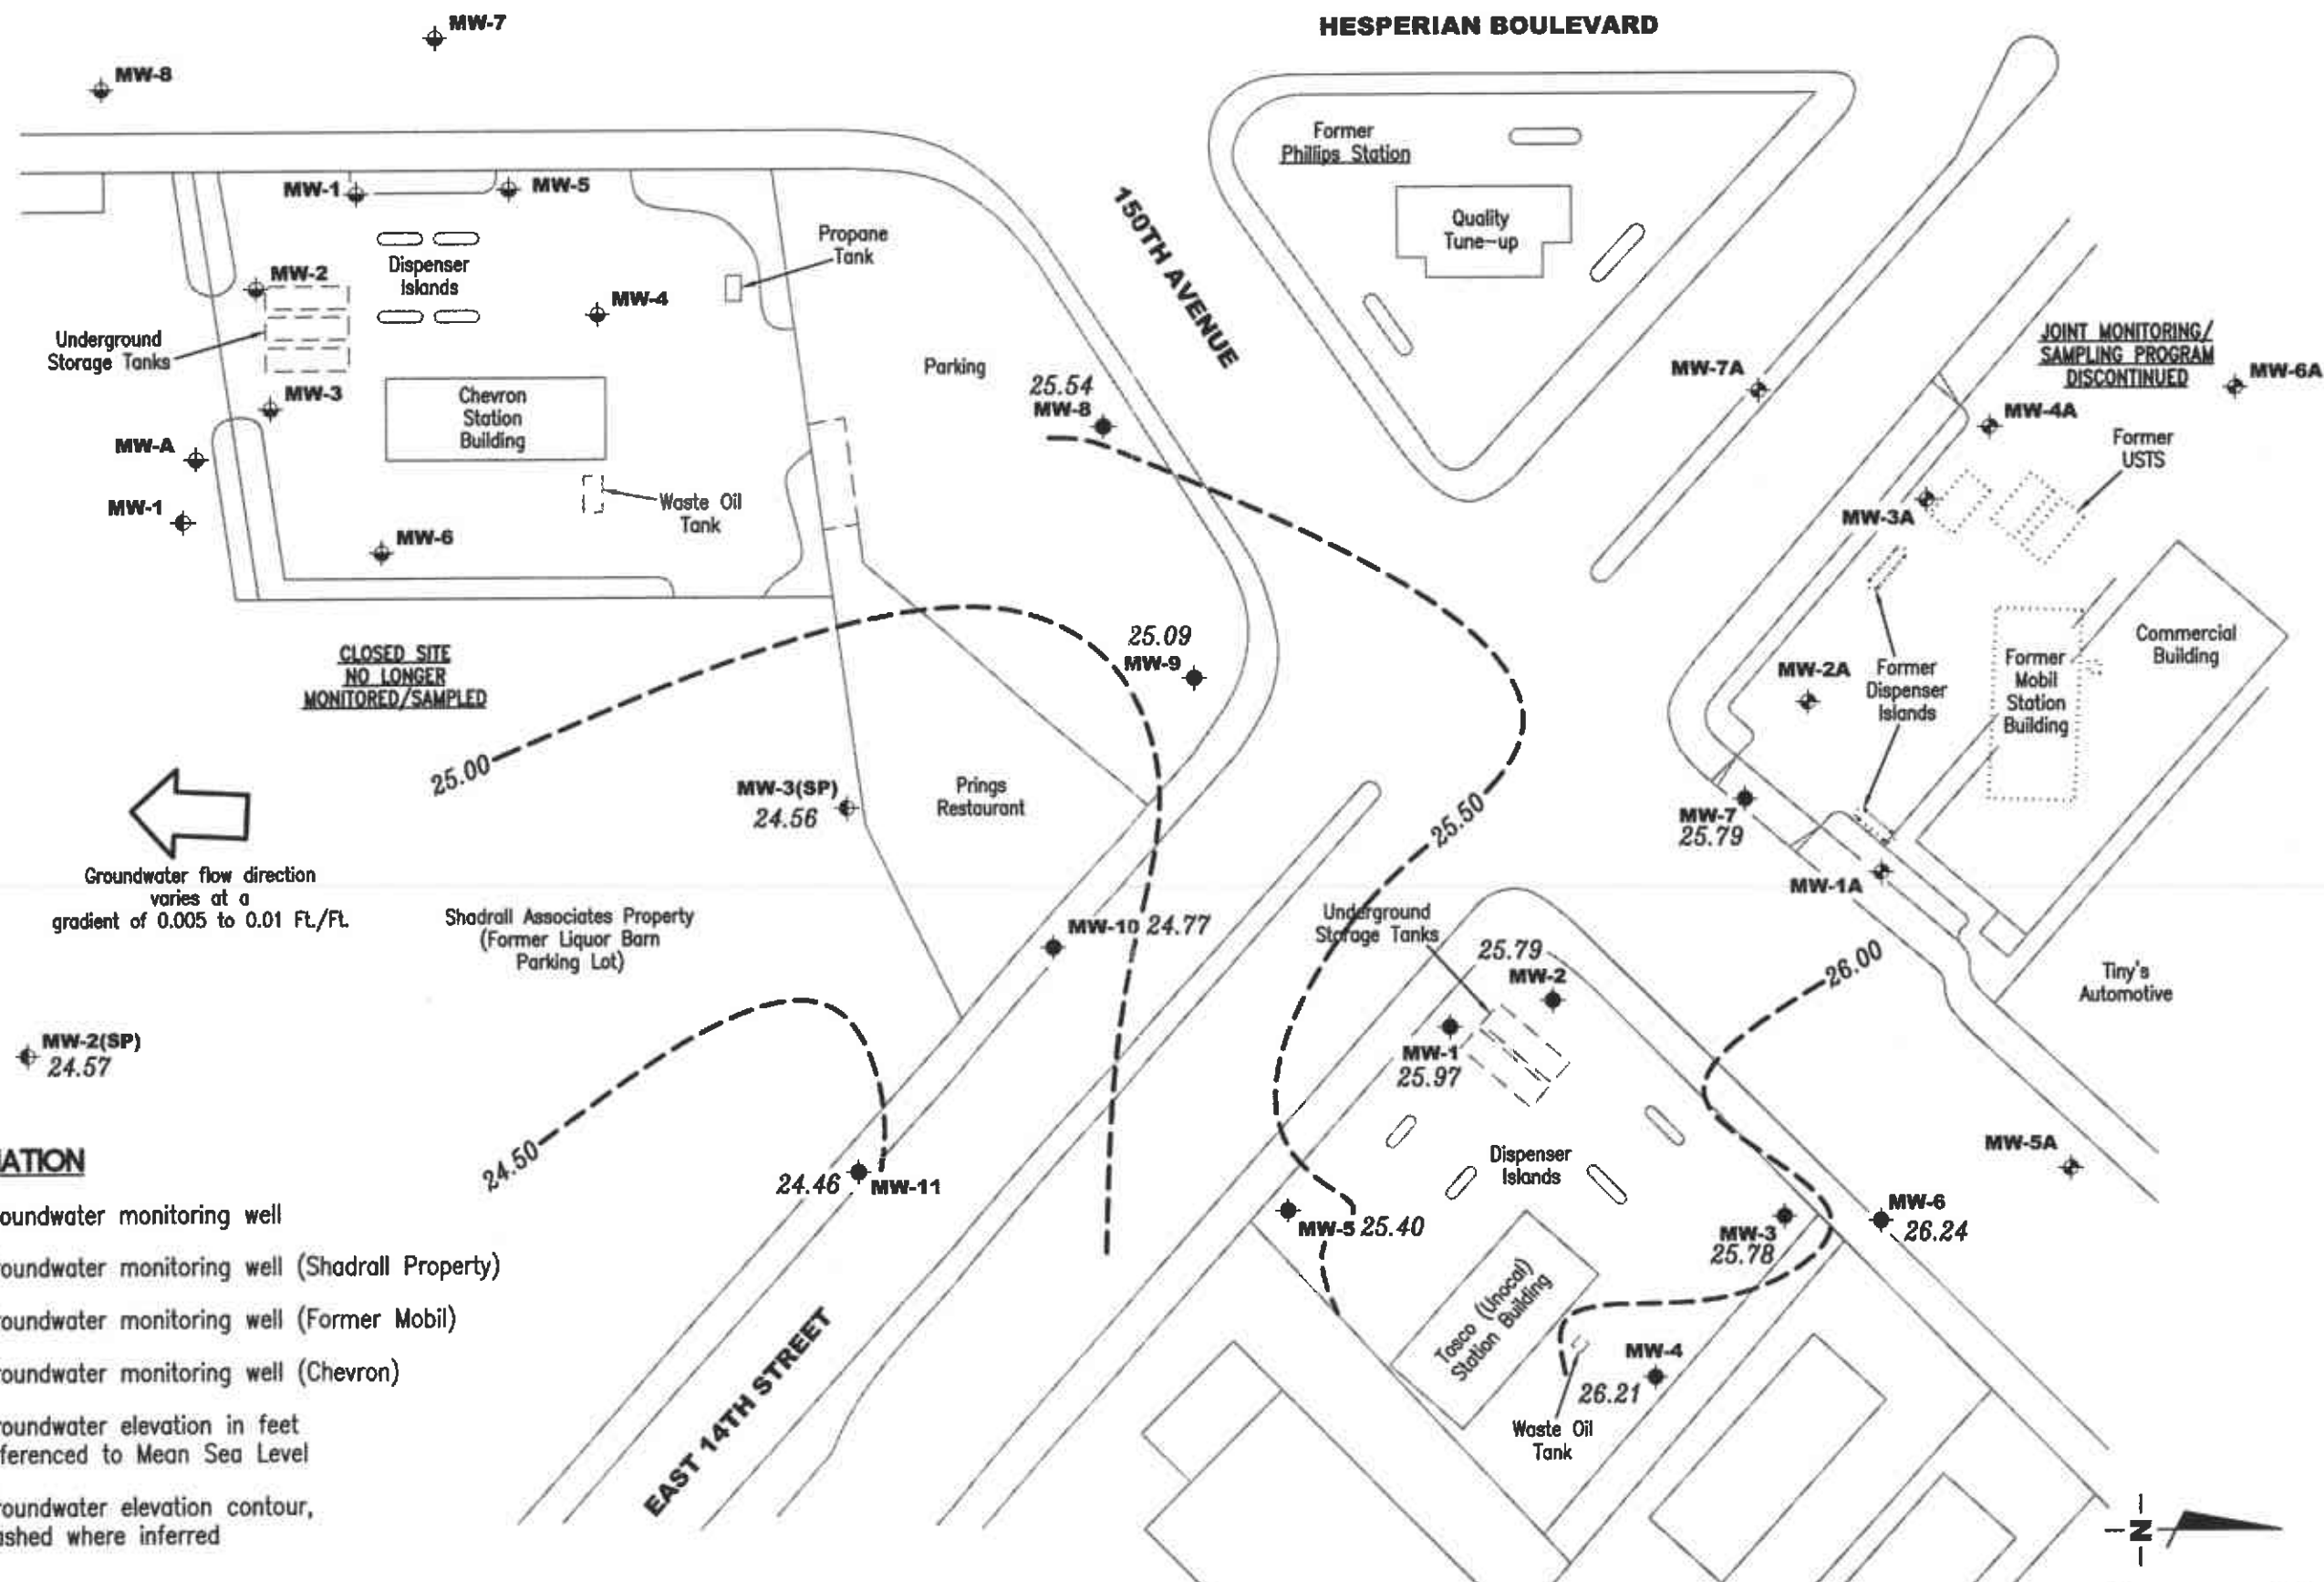 HESPERIAN BOULEVARD
MW-7
MW-8
MW-1
MW-5
MW-2
Dispenser
Islands
MW-4
Propane
Tank
Underground
Storage Tanks
MW-3
Chevron
Station
Building
MW-A
MW-1
MW-6
Waste Oil
Tank
Parking
150TH AVENUE
Former
Phillips Station
Quality
Tune-up
25.54
MW-8
MW-7A
JOINT MONITORING/
SAMPLING PROGRAM
DISCONTINUED
MW-6A
MW-4A
Former
USTS
MW-3A
CLOSED SITE
NO LONGER
MONITORED/SAMPLED
25.09
MW-9
MW-2A
Former
Dispenser
Islands
Former
Mobil
Station
Building
Commercial
Building
25.00
MW-3(SP)
24.56
Prings
Restaurant
25.50
MW-7
25.79
MW-1A
Groundwater flow direction
varies at a
gradient of 0.005 to 0.01 Ft./Ft.
Shadrall Associates Property
(Former Liquor Barn
Parking Lot)
MW-10 24.77
Underground
Storage Tanks
25.79
MW-2
MW-1
25.97
26.00
Tiny's
Automotive
MW-2(SP)
24.57
24.50
24.46
MW-11
Dispenser
Islands
MW-5 25.40
MW-3
25.78
MW-6
26.24
MW-5A
Tosco (Unocal)
Station Building
MW-4
26.21
Waste Oil
Tank
EAST 14TH STREET
NATION
oundwater monitoring well
oundwater monitoring well (Shadrall Property)
oundwater monitoring well (Former Mobil)
oundwater monitoring well (Chevron)
oundwater elevation in feet
ferenced to Mean Sea Level
oundwater elevation contour,
ashed where inferred
N